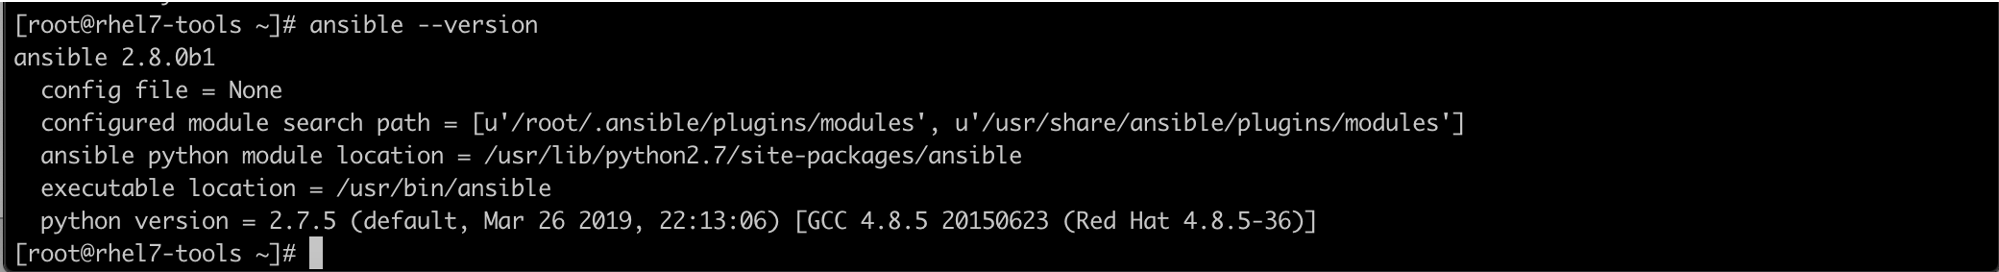 [root@rhel7-tools ~]# ansible --version
ansible 2.8.0b1
  config file = None
  configured module search path = [u'/root/.ansible/plugins/modules', u'/usr/share/ansible/plugins/modules']
  ansible python module location = /usr/lib/python2.7/site-packages/ansible
  executable location = /usr/bin/ansible
  python version = 2.7.5 (default, Mar 26 2019, 22:13:06) [GCC 4.8.5 20150623 (Red Hat 4.8.5-36)]
[root@rhel7-tools ~]#